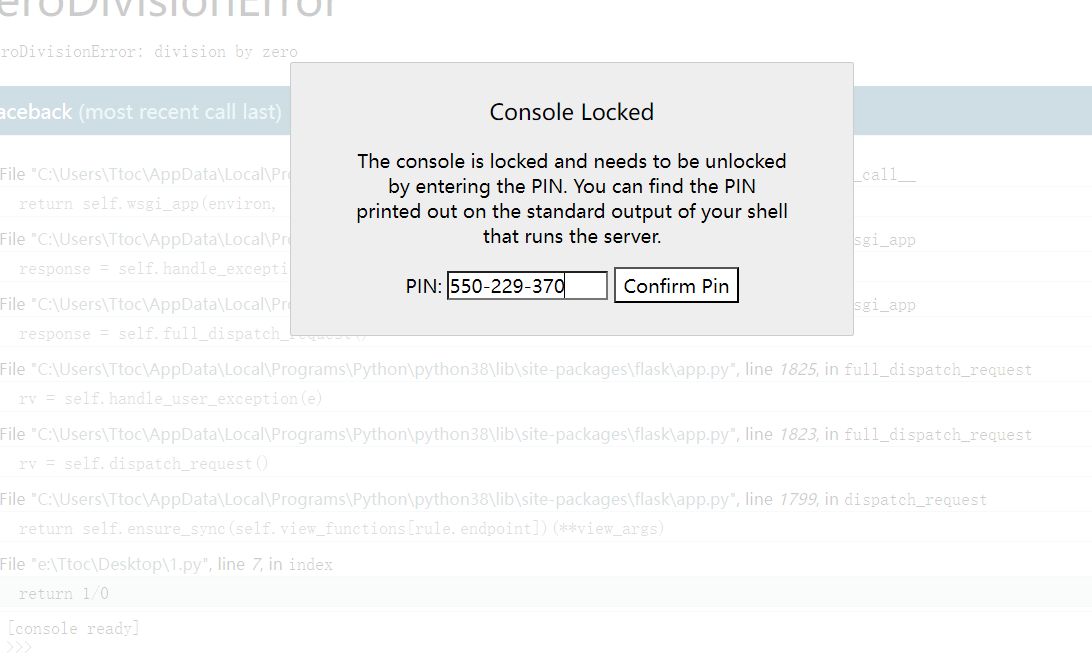 eroDivisionError
roDivisionError: division by zero
Console Locked
aceback (most recent call last)
The console is locked and needs to be unlocked
by entering the PIN. You can find the PIN
printed out on the standard output of your shell
that runs the server.
File "C:\Users\Ttoc\AppData\Local\Pr
_call__
return self.wsgi_app(environ,
File "C:\Users\Ttoc\AppData\Local\Pr
sgi_app
response = self.handle_excepti
PIN: 550-229-370 Confirm Pin
File "C:\Users\Ttoc\AppData\Local\Pr
sgi_app
response = self.full_dispatch_request()
File "C:\Users\Ttoc\AppData\Local\Programs\Python\python38\lib\site-packages\flask\app.py", line 1825, in full_dispatch_request
rv = self.handle_user_exception(e)
File "C:\Users\Ttoc\AppData\Local\Programs\Python\python38\lib\site-packages\flask\app.py", line 1823, in full_dispatch_request
rv = self.dispatch_request()
File "C:\Users\Ttoc\AppData\Local\Programs\Python\python38\lib\site-packages\flask\app.py", line 1799, in dispatch_request
return self.ensure_sync(self.view_functions[rule.endpoint])(**view_args)
File "e:\Ttoc\Desktop\1.py", line 7, in index
return 1/0
[console ready]
>>>